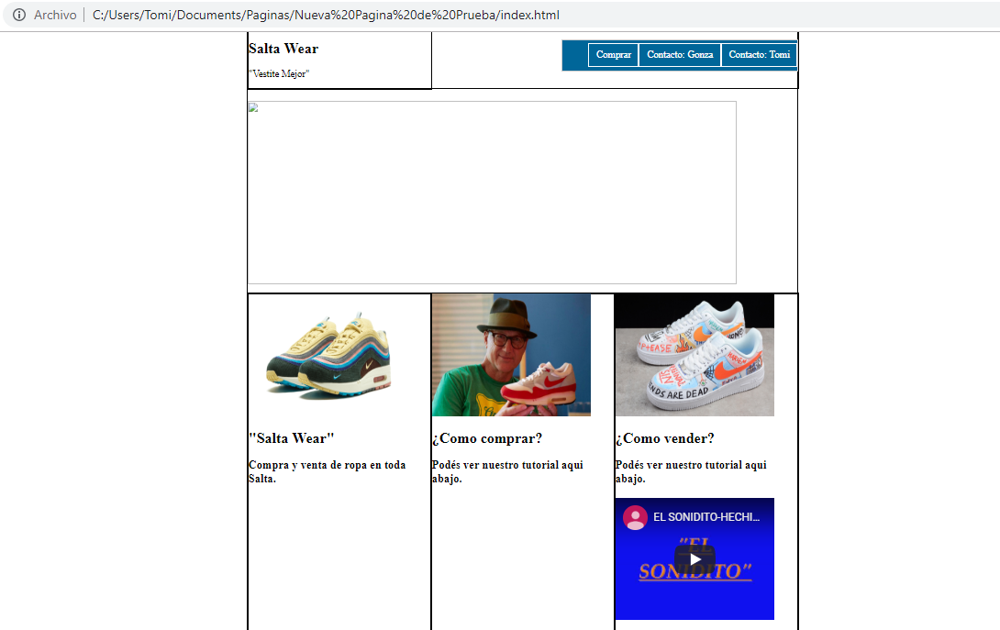 Archivo | C:/Users/Tomi/Documents/Paginas/Nueva%20Pagina%20de%20Prueba/index.html
Salta Wear
"Vestite Mejor"
Comprar
Contacto: Gonza
Contacto: Tomi
"Salta Wear"
Compra y venta de ropa en toda
Salta.
¿Como comprar?
Podés ver nuestro tutorial aqui
abajo.
ENDS ARE DEAD
¿Como vender?
Podés ver nuestro tutorial aqui
abajo.
EL SONIDITO-HECHI...
"EL
SONIDITO"